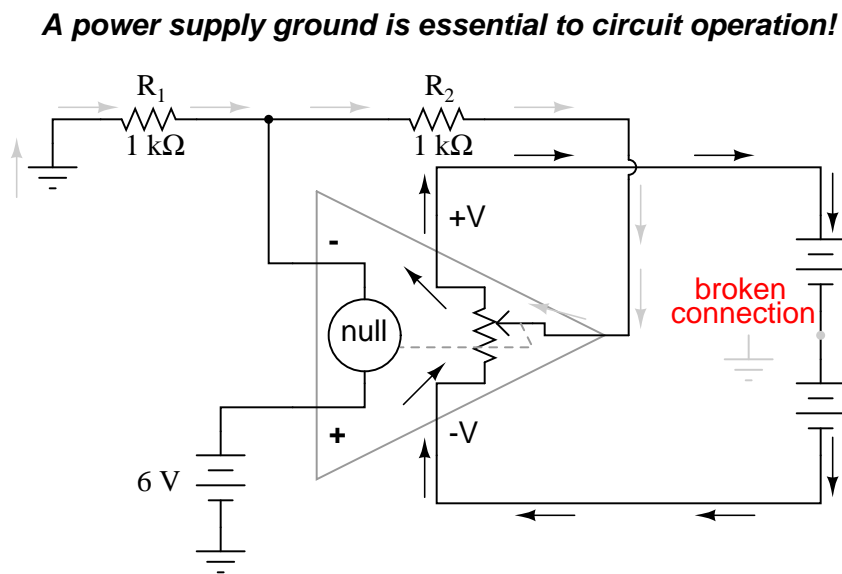 A power supply ground is essential to circuit operation!
R1
R2
1 kΩ
1 kΩ
+V
-
broken
connection
null
+
-V
6 V